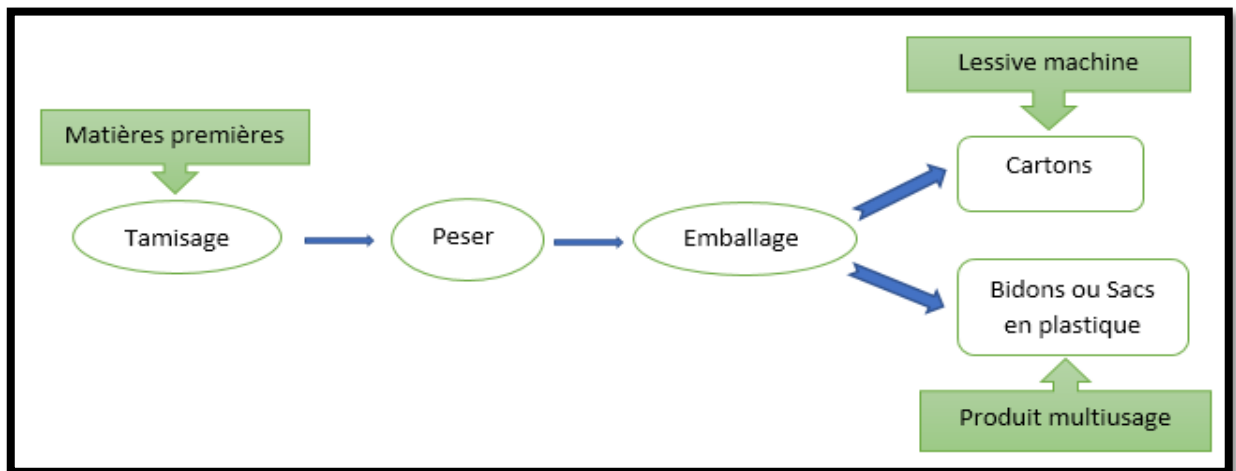 Lessive machine
Matières premières
Cartons
Tamisage
Peser
Emballage
Bidons ou Sacs
en plastique
Produit multiusage